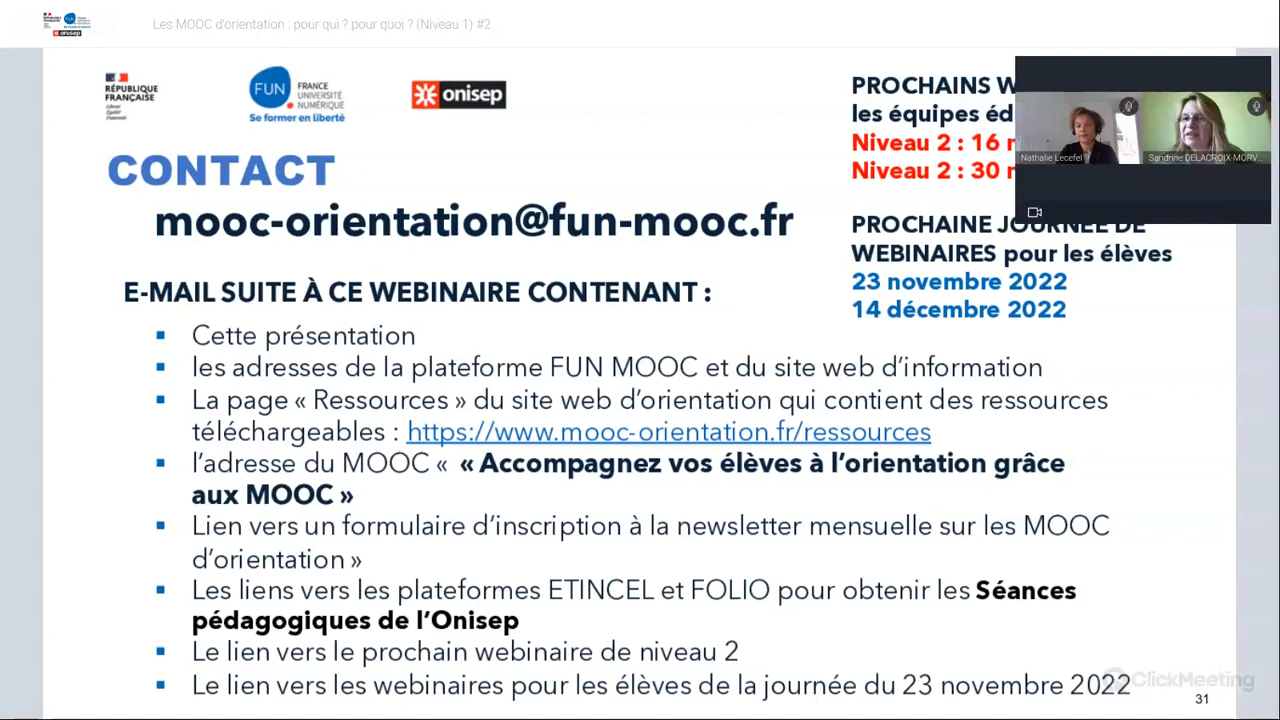 Les MOOC d'orientation : pour qui ? pour quoi ? (Niveau 1) #2
RÉPUBLIQUE
FRANÇAISE
Liberté
Égalité
Fraternité
FUN
FRANCE
UNIVERSITÉ
NUMÉRIQUE
Se former en liberté
onisep
CONTACT
mooc-orientation@fun-mooc.fr
PROCHAINS
les équipes
Niveau 2 : 16
Niveau 2 : 30
Nathalie Lecefel
Sandrine DELACROIX-MORV...
PROCHAINE JOURNÉE DE
WEBINAIRES pour les élèves
23 novembre 2022
14 décembre 2022
E-MAIL SUITE À CE WEBINAIRE CONTENANT :
Cette présentation
les adresses de la plateforme FUN MOOC et du site web d'information
La page « Ressources » du site web d'orientation qui contient des ressources
téléchargeables : https://www.mooc-orientation.fr/ressources
l'adresse du MOOC « « Accompagnez vos élèves à l'orientation grâce
aux MOOC »
Lien vers un formulaire d'inscription à la newsletter mensuelle sur les MOOC
d'orientation »
Les liens vers les plateformes ETINCEL et FOLIO pour obtenir les Séances
pédagogiques de l'Onisep
Le lien vers le prochain webinaire de niveau 2
Le lien vers les webinaires pour les élèves de la journée du 23 novembre 2022
ClickMeeting
31